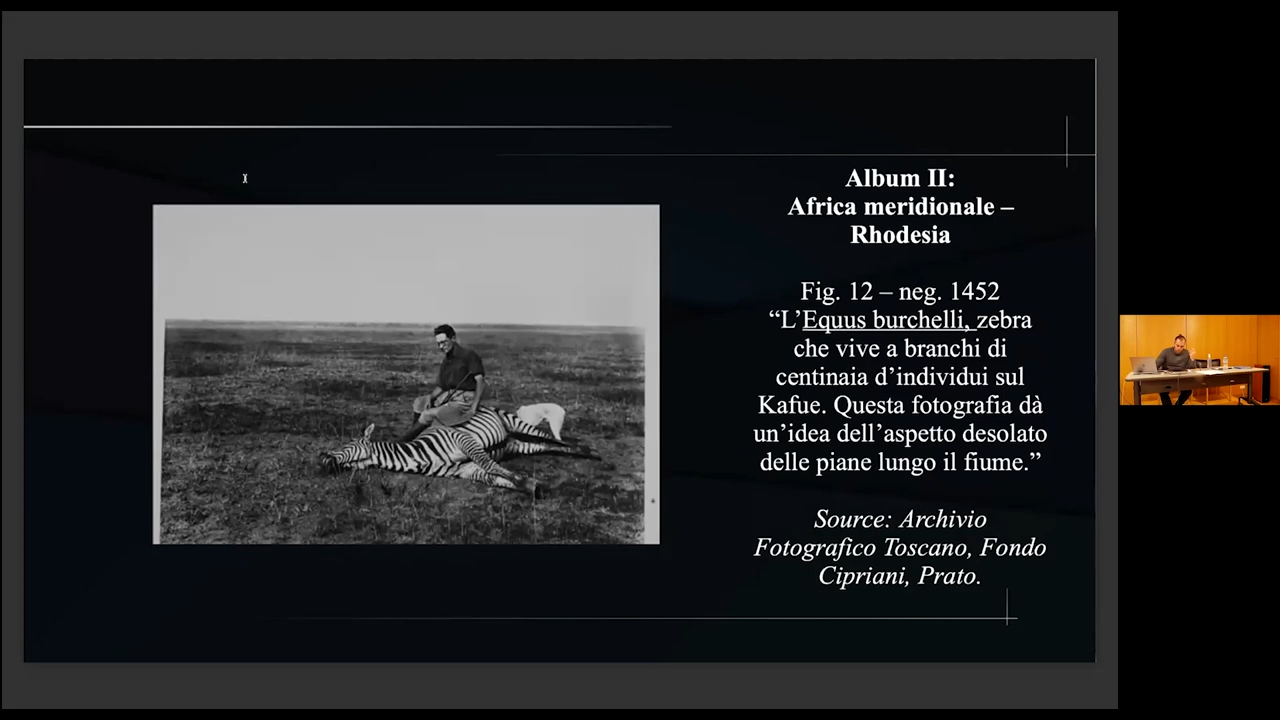 Album II:
Africa meridionale –
Rhodesia
Fig. 12 – neg. 1452
“L’Equus burchelli, zebra
che vive a branchi di
centinaia d’individui sul
Kafue. Questa fotografia dà
un’idea dell’aspetto desolato
delle piane lungo il fiume.”
Source: Archivio
Fotografico Toscano, Fondo
Cipriani, Prato.